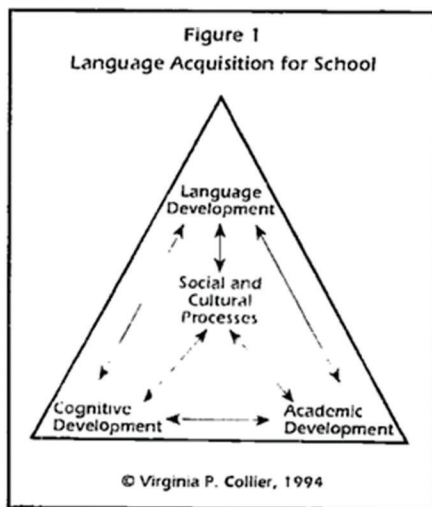 Figure 1
Language Acquisition for School
Language
Development
Social and
Cultural
Processes
Cognitive
Development
Academic
Development
© Virginia P. Collier, 1994